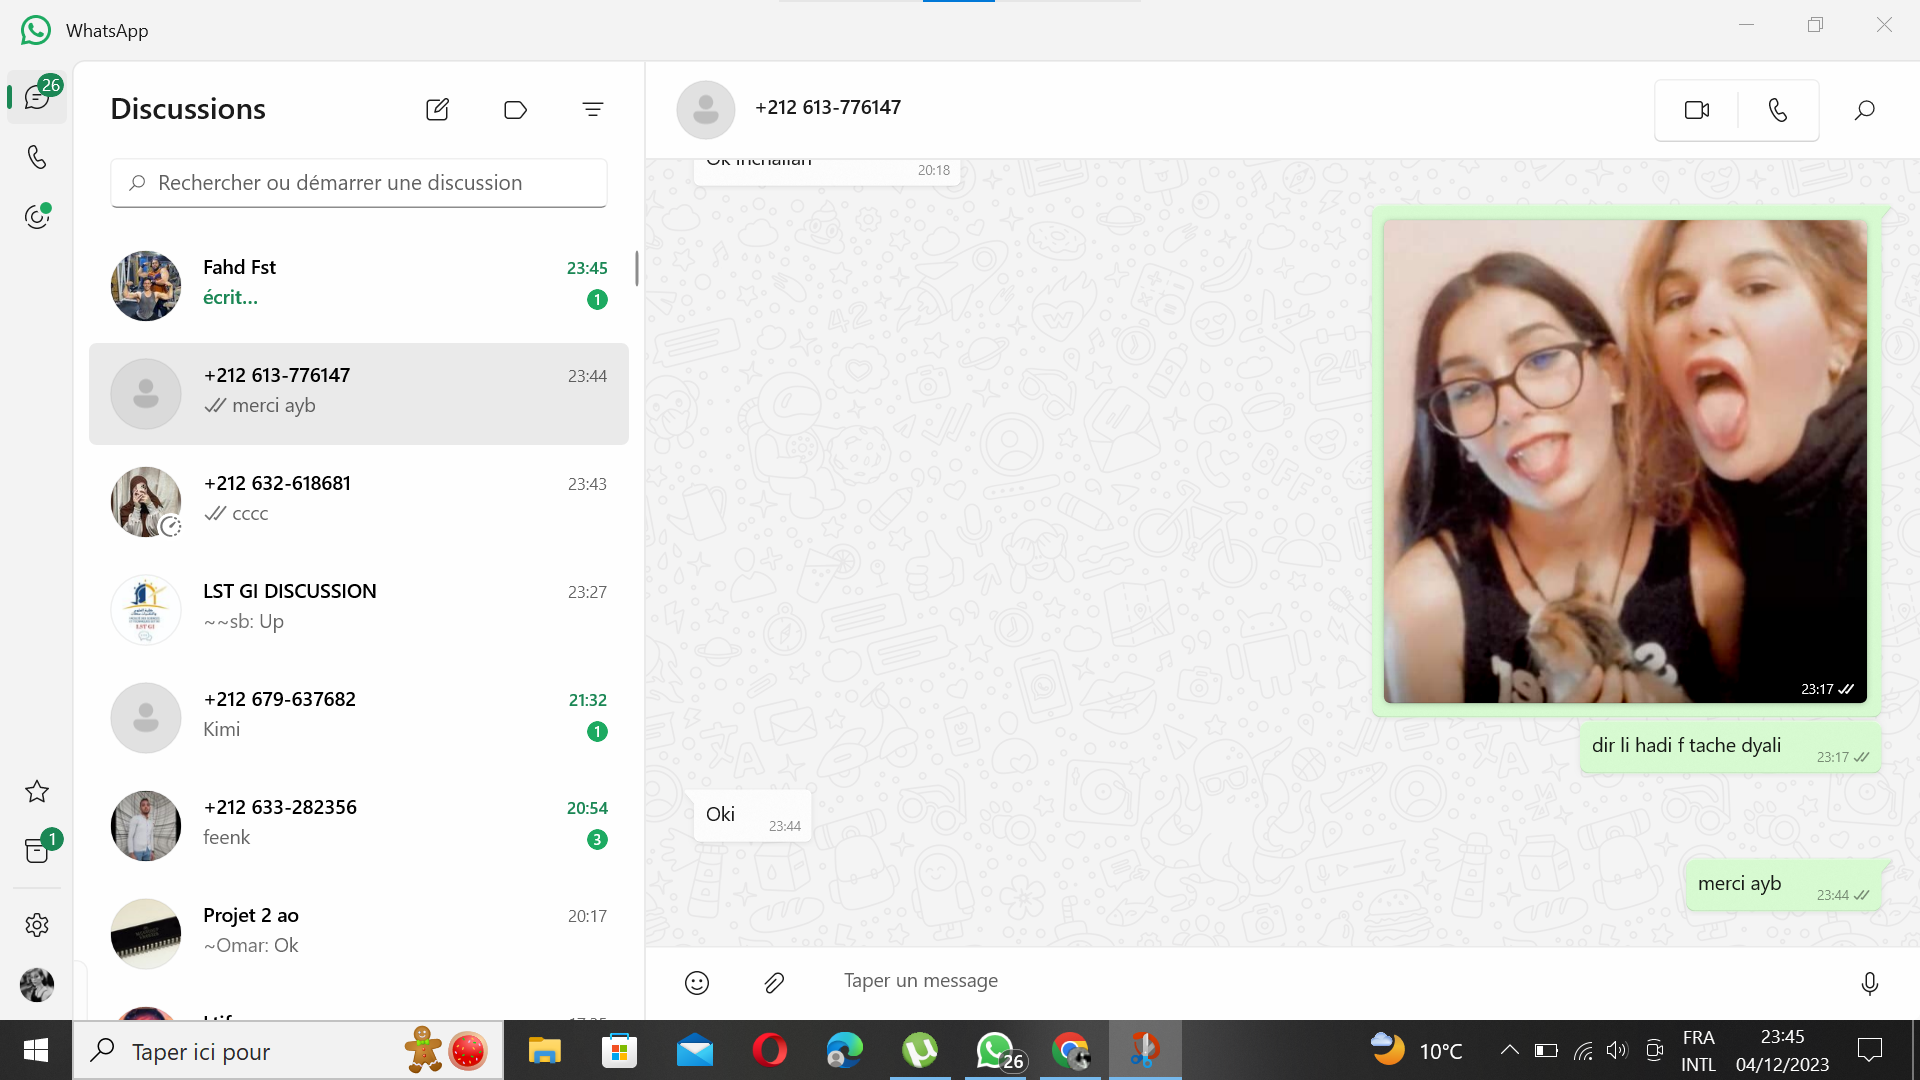 WhatsApp
26
Discussions
Rechercher ou démarrer une discussion
Fahd Fst
23:45
écrit...
1
+212 613-776147
23:44
merci ayb
+212 632-618681
23:43
cccc
LST GI DISCUSSION
23:27
~~sb: Up
+212 679-637682
21:32
Kimi
1
+212 633-282356
20:54
feenk
3
Projet 2 ao
20:17
~Omar: Ok
1
+212 613-776147
Ok inchallah
20:18
23:17
dir li hadi f tache dyali
23:17
Oki
23:44
merci ayb
23:44
Taper un message
Taper ici pour
26
10°C
FRA
INTL
23:45
04/12/2023